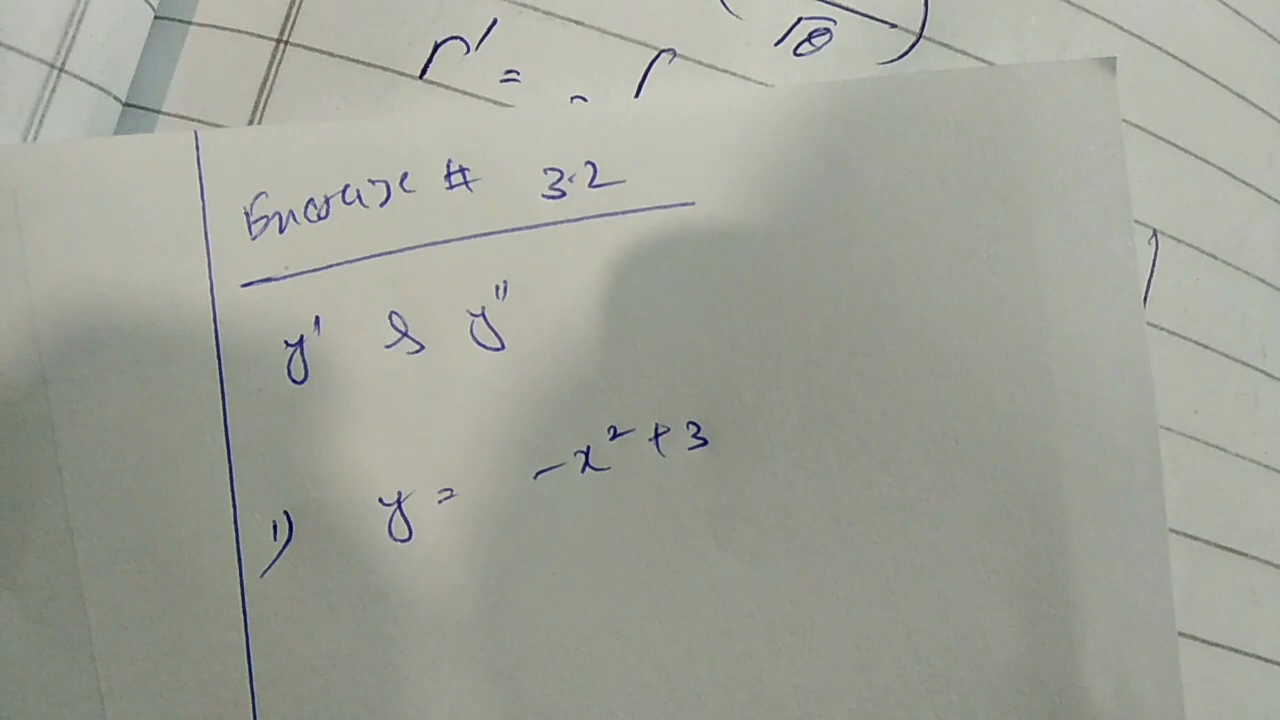 r' = - r √θ )
Exercise # 3.2
y' & y"
1) y = -x² + 3